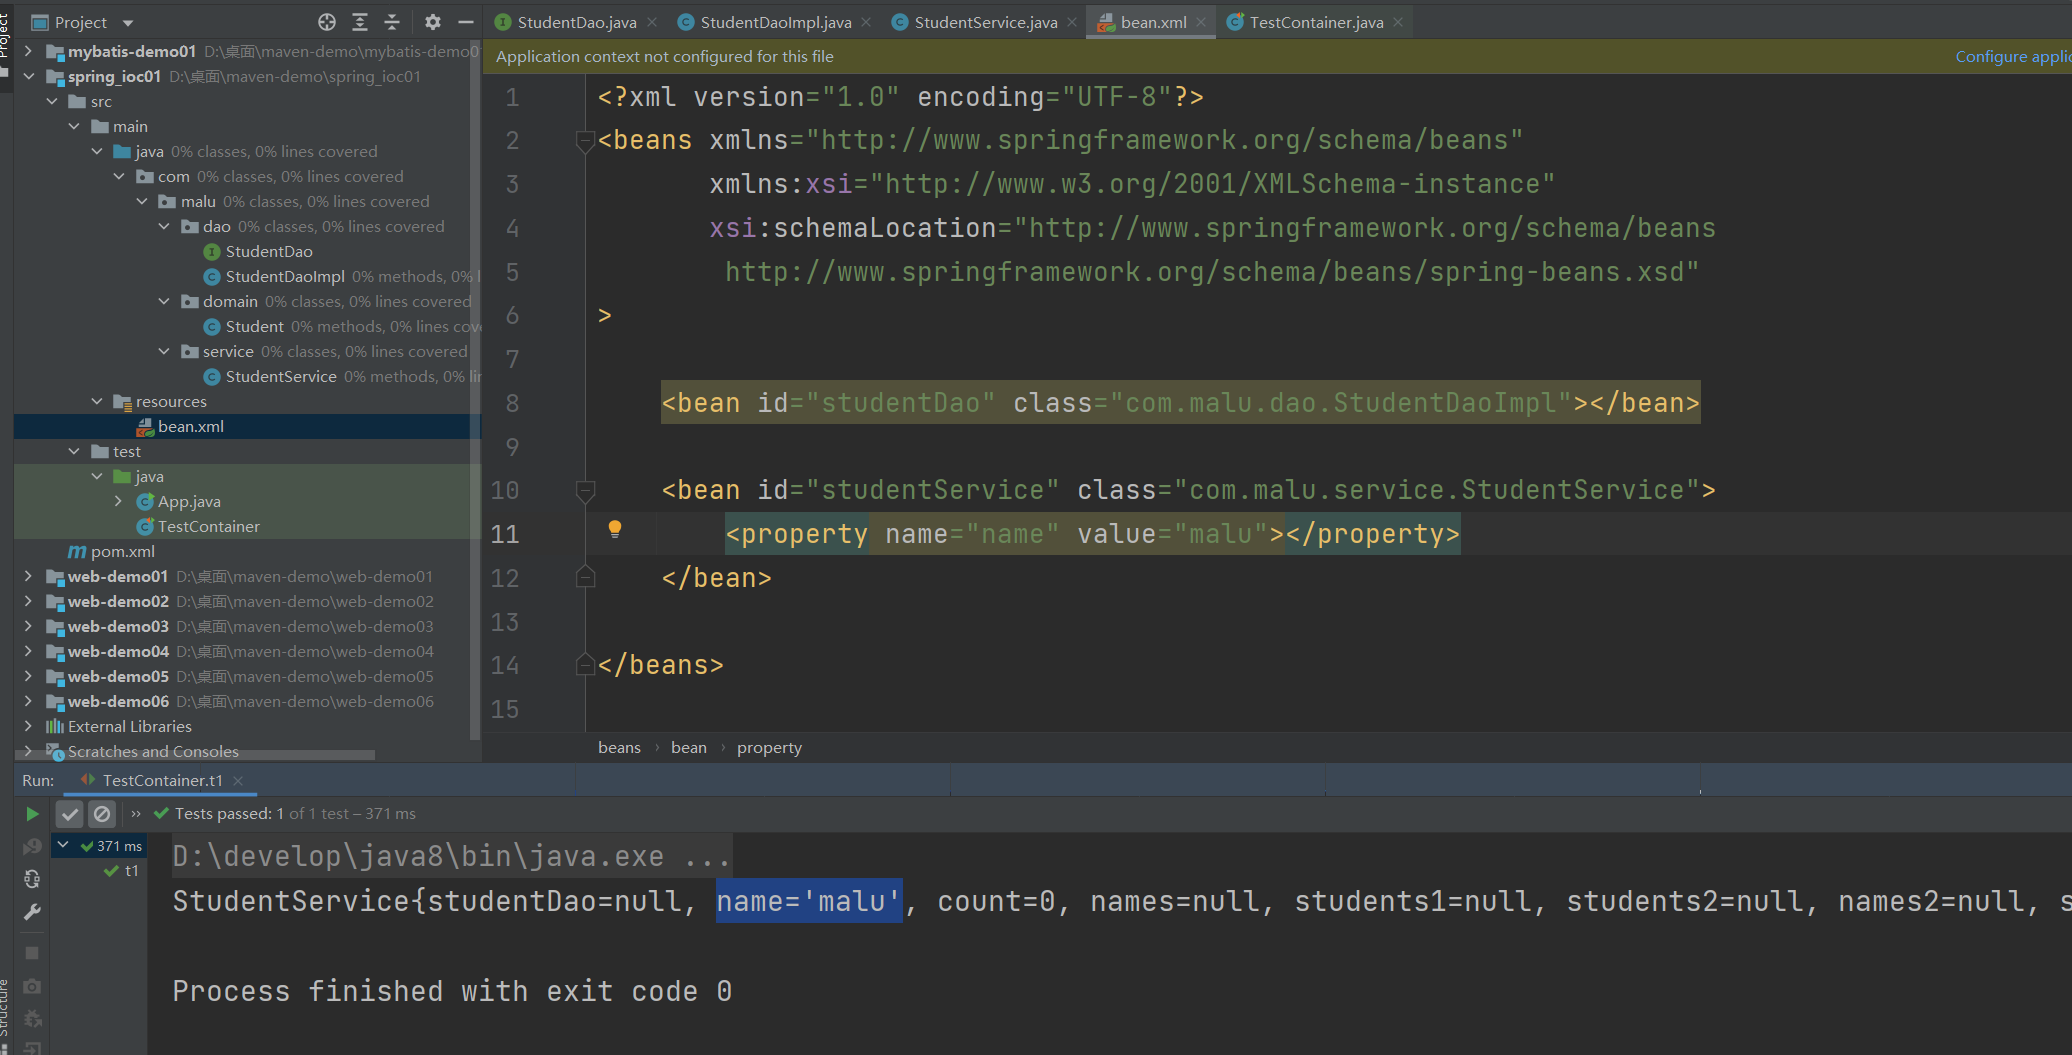 Project
StudentDao.java
StudentDaoImpl.java
StudentService.java
bean.xml
TestContainer.java
Project
mybatis-demo01 D:\桌面\maven-demo\mybatis-demo0
spring_ioc01 D:\桌面\maven-demo\spring_ioc01
src
main
java 0% classes, 0% lines covered
com 0% classes, 0% lines covered
malu 0% classes, 0% lines covered
dao 0% classes, 0% lines covered
StudentDao
StudentDaoImpl 0% methods, 0% l
domain 0% classes, 0% lines covered
Student 0% methods, 0% lines cov
service 0% classes, 0% lines covered
StudentService 0% methods, 0% li
resources
bean.xml
test
java
App.java
TestContainer
pom.xml
web-demo01 D:\桌面\maven-demo\web-demo01
web-demo02 D:\桌面\maven-demo\web-demo02
web-demo03 D:\桌面\maven-demo\web-demo03
web-demo04 D:\桌面\maven-demo\web-demo04
web-demo05 D:\桌面\maven-demo\web-demo05
web-demo06 D:\桌面\maven-demo\web-demo06
External Libraries
Scratches and Consoles
Application context not configured for this file
Configure applic
1 <?xml version="1.0" encoding="UTF-8"?>
2 <beans xmlns="http://www.springframework.org/schema/beans"
3 xmlns:xsi="http://www.w3.org/2001/XMLSchema-instance"
4 xsi:schemaLocation="http://www.springframework.org/schema/beans
5 http://www.springframework.org/schema/beans/spring-beans.xsd"
6 >
7
8 <bean id="studentDao" class="com.malu.dao.StudentDaoImpl"></bean>
9
10 <bean id="studentService" class="com.malu.service.StudentService">
11 <property name="name" value="malu"></property>
12 </bean>
13
14 </beans>
15
beans › bean › property
Run: TestContainer.t1
» Tests passed: 1 of 1 test – 371 ms
371 ms
t1
D:\develop\java8\bin\java.exe ...
StudentService{studentDao=null, name='malu', count=0, names=null, students1=null, students2=null, names2=null, s
Process finished with exit code 0
Structure